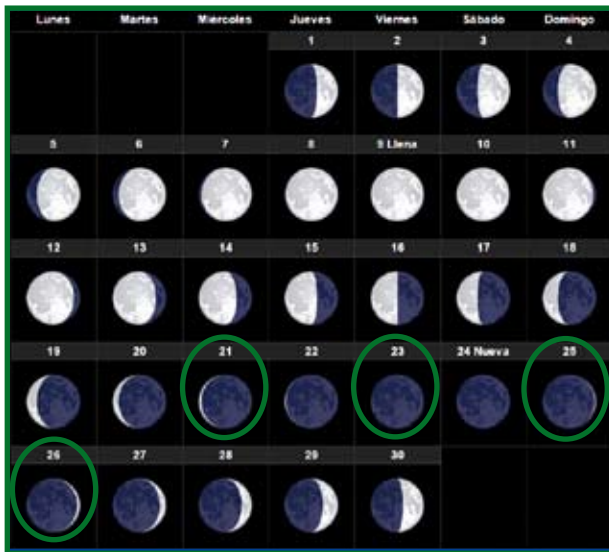 Lunes Martes Miércoles Jueves Viernes Sábado Domingo
1 2 3 4
5 6 7 8 9 Llena 10 11
12 13 14 15 16 17 18
19 20 21 22 23 24 Nueva 25
26 27 28 29 30